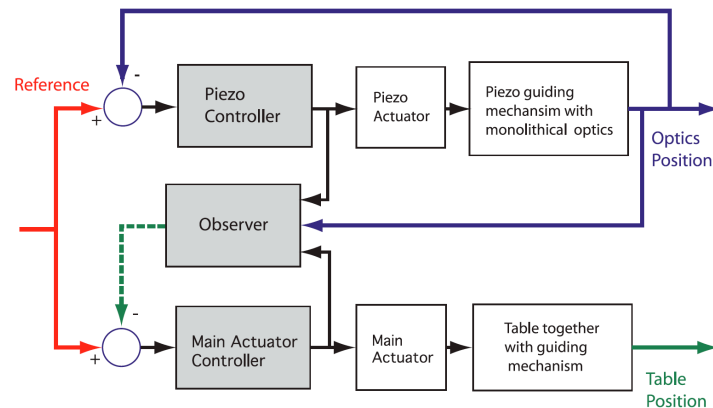 -
Reference
+
Piezo
Controller
Piezo
Actuator
Piezo guiding
mechansim with
monolithical optics
Optics
Position
Observer
-
+
Main Actuator
Controller
Main
Actuator
Table together
with guiding
mechanism
Table
Position